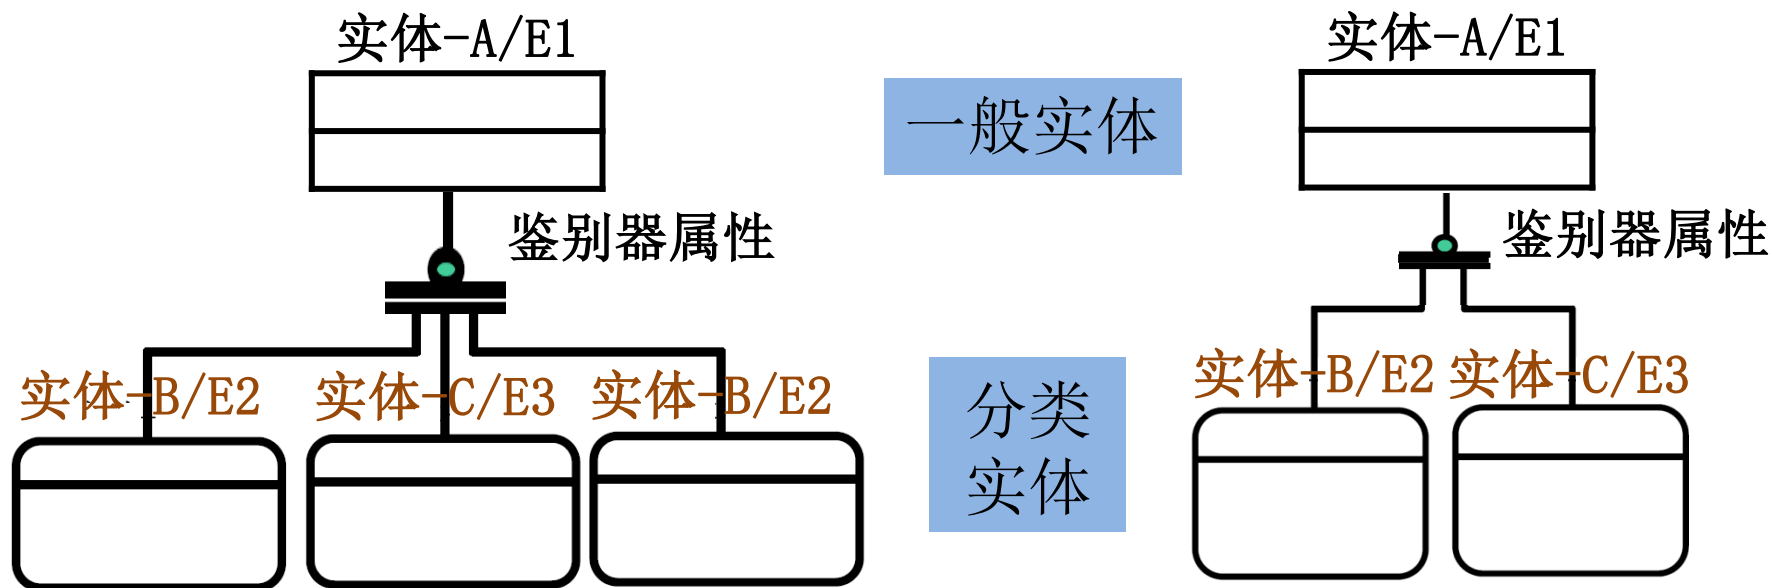 实体-A/E1
一般实体
实体-A/E1
鉴别器属性
鉴别器属性
实体-B/E2
实体-C/E3
实体-B/E2
分类
实体
实体-B/E2
实体-C/E3